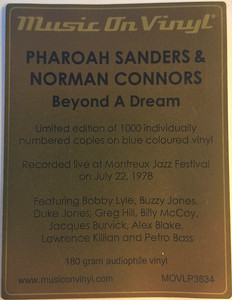 Music On Vinyl®
PHAROAH SANDERS &
NORMAN CONNORS
Beyond A Dream
Limited edition of 1000 individually
numbered copies on blue coloured vinyl
Recorded live at Montreux Jazz Festival
on July 22, 1978
Featuring Bobby Lyle, Buzzy Jones,
Duke Jones, Greg Hill, Billy McCoy,
Jacques Burvick, Alex Blake,
Lawrence Killian and Petro Bass
180 gram audiophile vinyl
www.musiconvinyl.com MOVLP3634